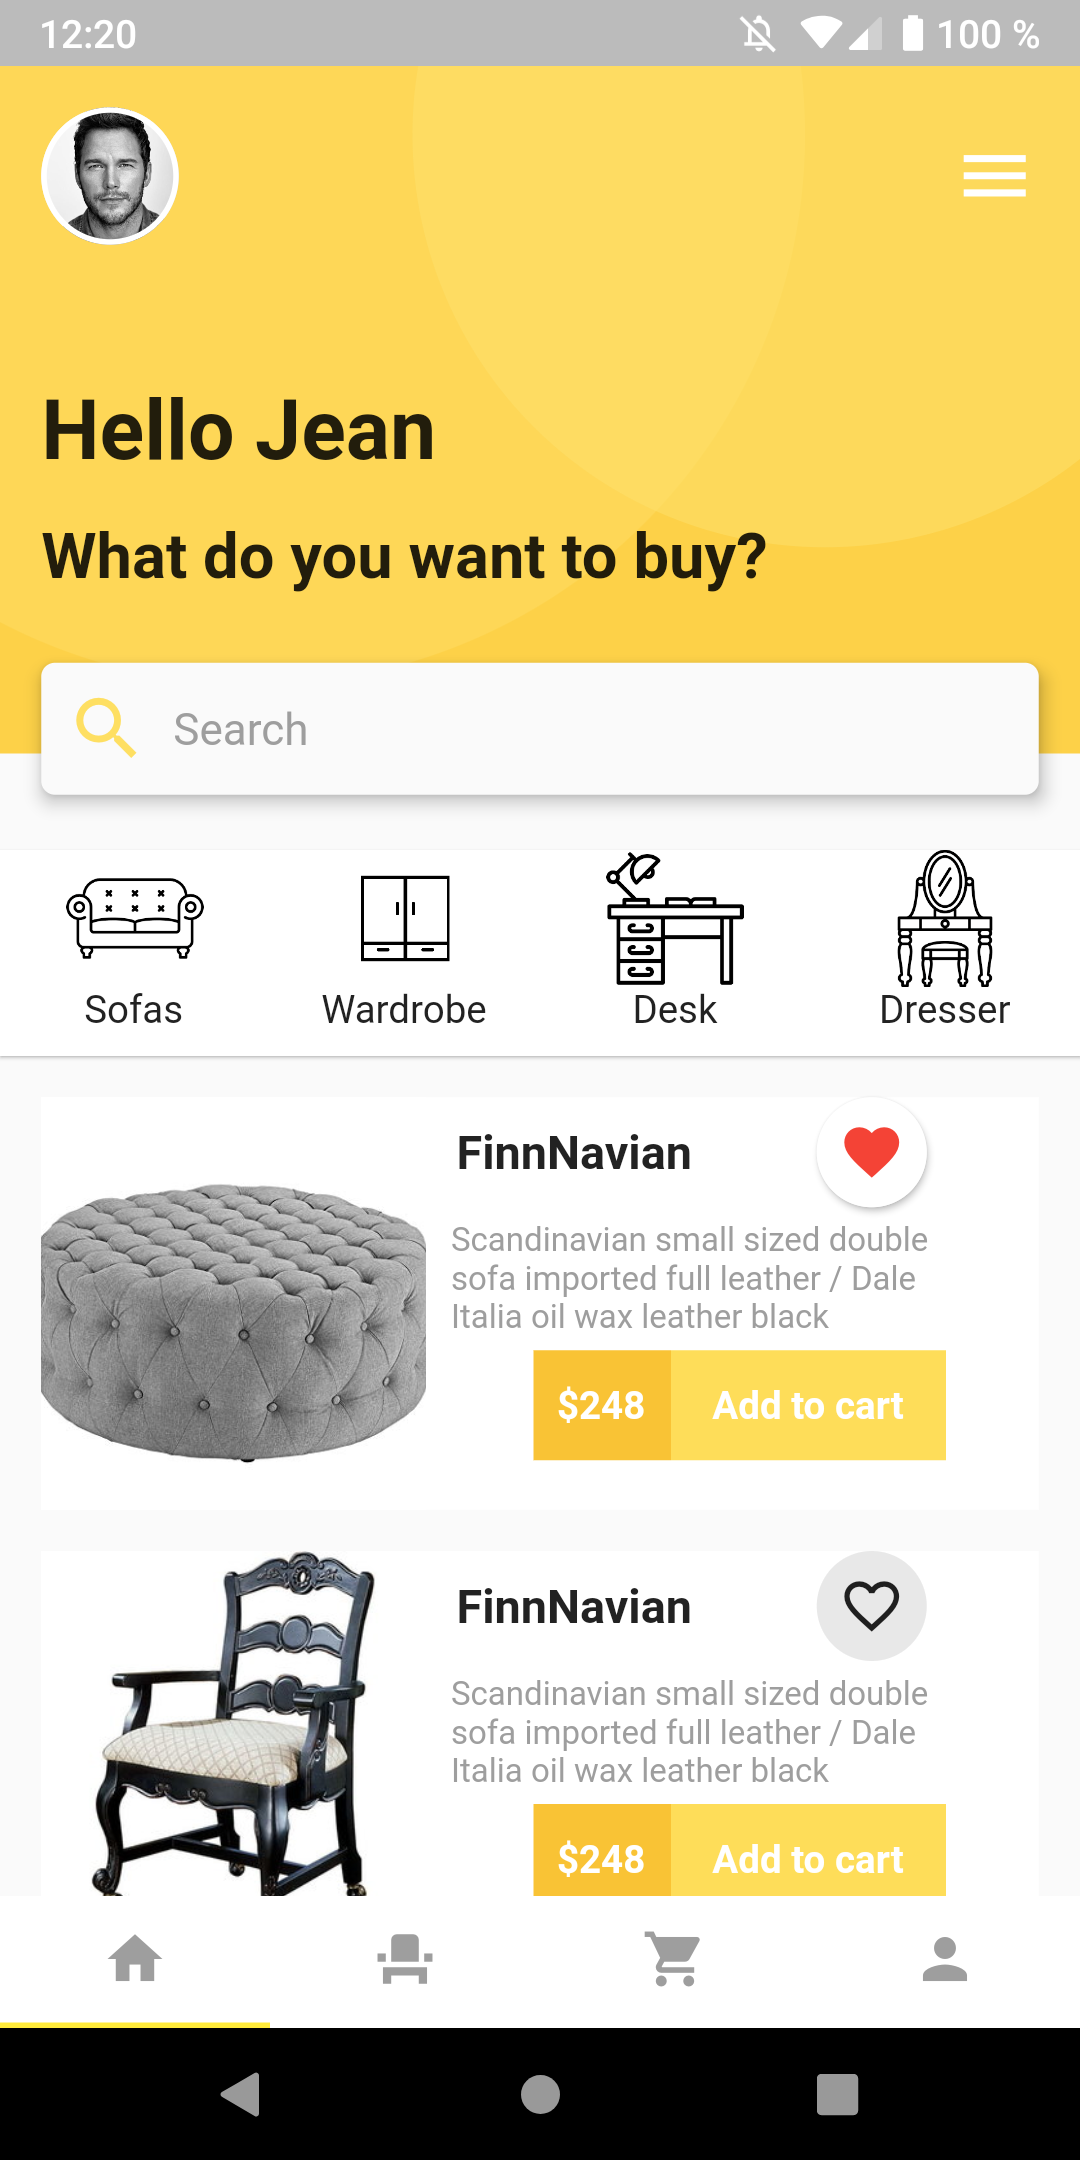 12:20
100 %
Hello Jean
What do you want to buy?
Search
Sofas
Wardrobe
Desk
Dresser
FinnNavian
Scandinavian small sized double
sofa imported full leather / Dale
Italia oil wax leather black
$248
Add to cart
FinnNavian
Scandinavian small sized double
sofa imported full leather / Dale
Italia oil wax leather black
$248
Add to cart